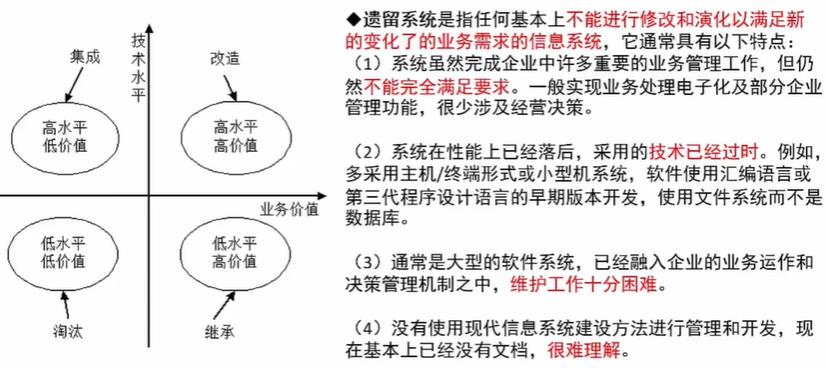 技
术
水
平
集成
改造
高水平
低价值
高水平
高价值
业务价值
低水平
低价值
低水平
高价值
淘汰
继承
◆遗留系统是指任何基本上不能进行修改和演化以满足新
的变化了的业务需求的信息系统，它通常具有以下特点：
（1）系统虽然完成企业中许多重要的业务管理工作，但仍
然不能完全满足要求。一般实现业务处理电子化及部分企业
管理功能，很少涉及经营决策。
（2）系统在性能上已经落后，采用的技术已经过时。例如，
多采用主机/终端形式或小型机系统，软件使用汇编语言或
第三代程序设计语言的早期版本开发，使用文件系统而不是
数据库。
（3）通常是大型的软件系统，已经融入企业的业务运作和
决策管理机制之中，维护工作十分困难。
（4）没有使用现代信息系统建设方法进行管理和开发，现
在基本上已经没有文档，很难理解。